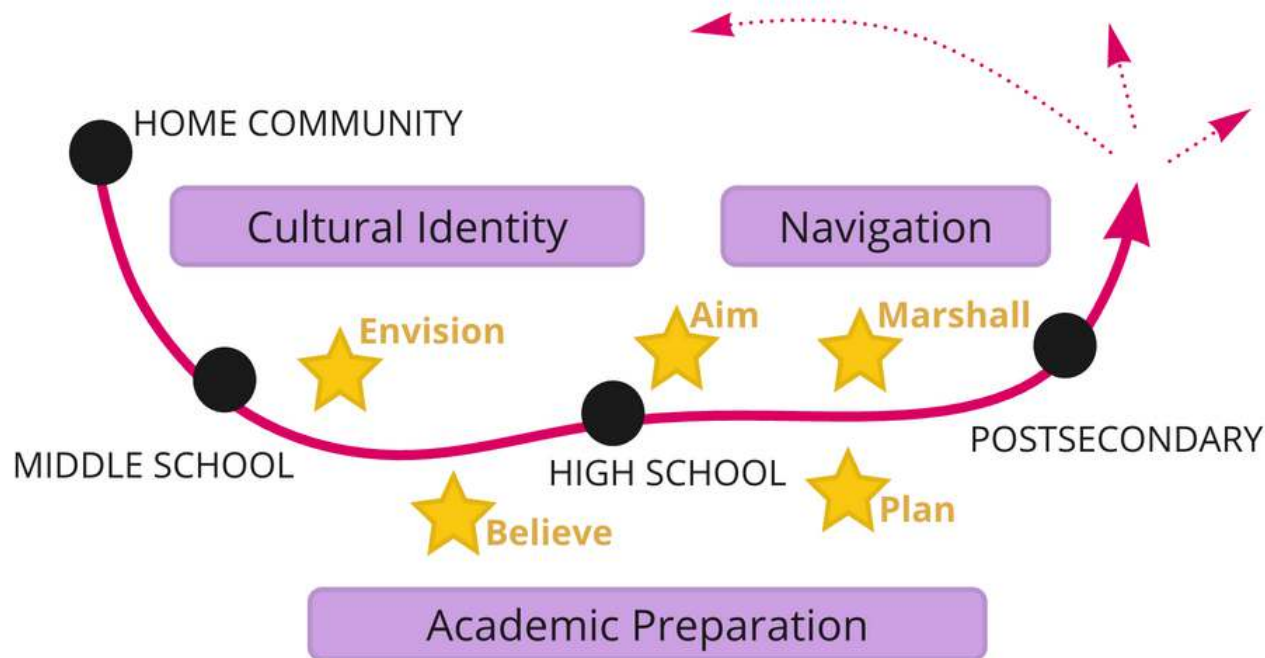 HOME COMMUNITY
Cultural Identity
Navigation
Envision
Aim
Marshall
MIDDLE SCHOOL
HIGH SCHOOL
POSTSECONDARY
Believe
Plan
Academic Preparation